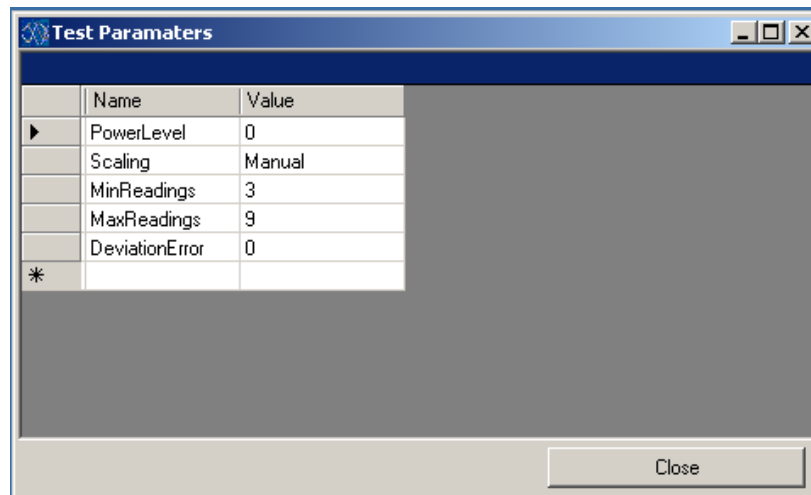 Test Paramaters
Name Value
PowerLevel 0
Scaling Manual
MinReadings 3
MaxReadings 9
DeviationError 0
Close